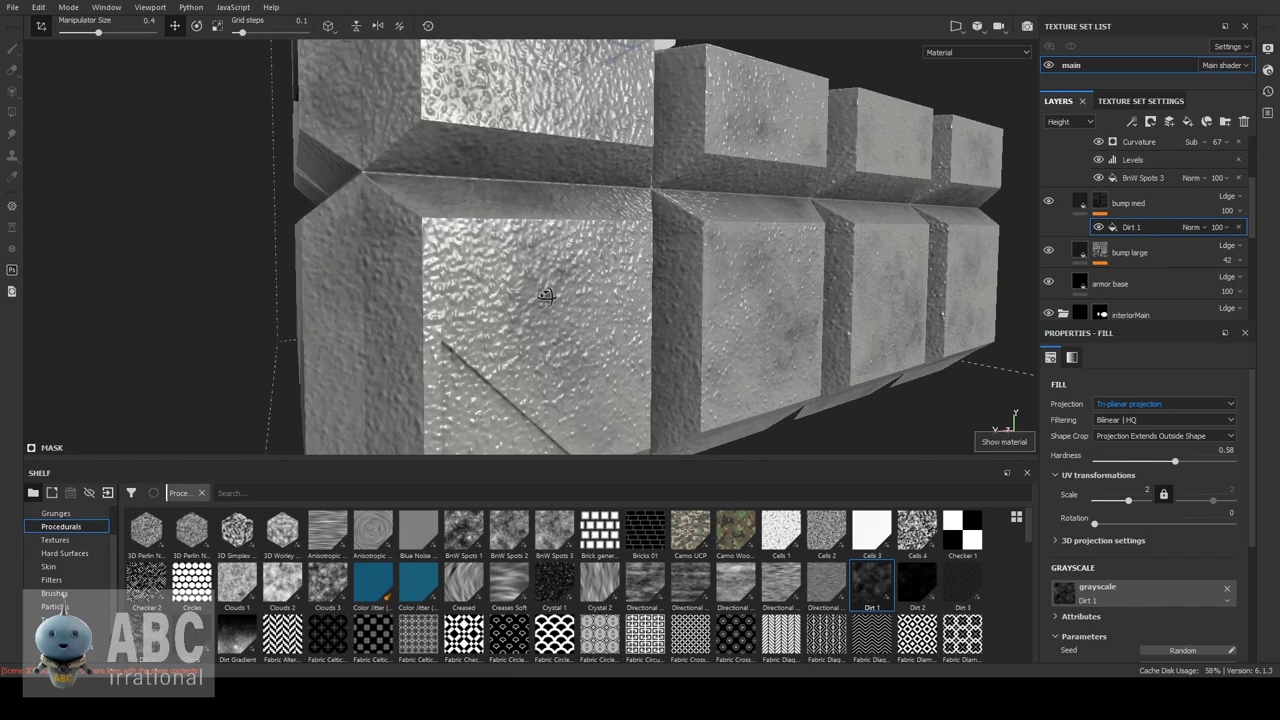 File Edit Mode Window Viewport Python JavaScript Help
Manipulator Size 0.4 Grid steps 0.1
Material
Show material
MASK
TEXTURE SET LIST
Settings
main Main shader
LAYERS TEXTURE SET SETTINGS
Height
Curvature Sub 67
Levels
BnW Spots 3 Norm 100
bump med Ldge
100
Dirt 1 Norm 100
bump large Ldge
42
armor base Ldge
100
interiorMain Ldge
PROPERTIES - FILL
FILL
Projection Tri-planar projection
Filtering Bilinear | HQ
Shape Crop Projection Extends Outside Shape
Hardness 0.58
UV transformations
Scale 2 2
Rotation 0
3D projection settings
GRAYSCALE
grayscale
Dirt 1
Attributes
Parameters
Seed Random
SHELF
Proce... Search...
Grunges
Procedurals
Textures
Hard Surfaces
Skin
Filters
Brushes
Particles
3D Perlin N... 3D Perlin N... 3D Simplex ... 3D Worley ... Anisotropic ... Anisotropic ... Blue Noise ... BnW Spots 1 BnW Spots 2 BnW Spots 3 Brick gener... Bricks 01 Camo UCP Camo Woo... Cells 1 Cells 2 Cells 3 Cells 4 Checker 1
Checker 2 Circles Clouds 1 Clouds 2 Clouds 3 Color Jitter (... Color Jitter (... Creased Creases Soft Crystal 1 Crystal 2 Directional ... Directional ... Directional ... Directional ... Directional ... Dirt 1 Dirt 2 Dirt 3
Dirt Gradient Fabric Alter... Fabric Celtic... Fabric Celtic... Fabric Celtic... Fabric Chec... Fabric Circle... Fabric Circle... Fabric Circle... Fabric Circu... Fabric Cross... Fabric Cross... Fabric Diag... Fabric Diag... Fabric Diag... Fabric Diam... Fabric Diam...
ABC
irrational
ABC
Cache Disk Usage: 58% | Version: 6.1.3